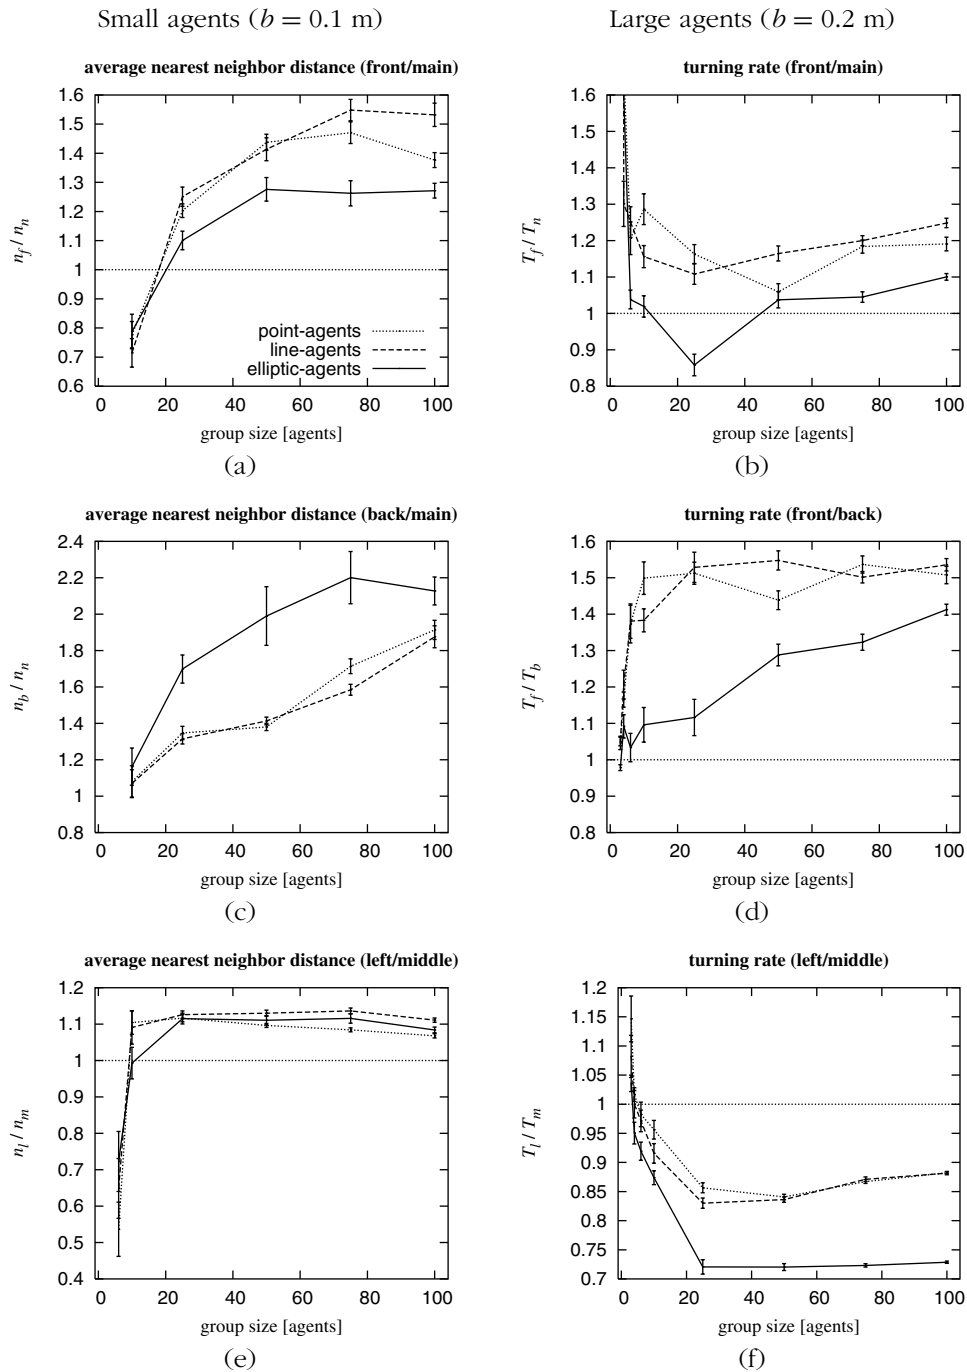 Small agents (b = 0.1 m)
Large agents (b = 0.2 m)
average nearest neighbor distance (front/main)
1.6
1.5
1.4
1.3
1.2
1.1
1
0.9
0.8
0.7
0.6
n_f / n_n
point-agents
line-agents
elliptic-agents
0 20 40 60 80 100
group size [agents]
(a)
turning rate (front/main)
1.6
1.5
1.4
1.3
1.2
1.1
1
0.9
0.8
T_f / T_n
0 20 40 60 80 100
group size [agents]
(b)
average nearest neighbor distance (back/main)
2.4
2.2
2
1.8
1.6
1.4
1.2
1
0.8
n_b / n_n
0 20 40 60 80 100
group size [agents]
(c)
turning rate (front/back)
1.6
1.5
1.4
1.3
1.2
1.1
1
0.9
0.8
T_f / T_b
0 20 40 60 80 100
group size [agents]
(d)
average nearest neighbor distance (left/middle)
1.2
1.1
1
0.9
0.8
0.7
0.6
0.5
0.4
n_l / n_m
0 20 40 60 80 100
group size [agents]
(e)
turning rate (left/middle)
1.2
1.15
1.1
1.05
1
0.95
0.9
0.85
0.8
0.75
0.7
T_l / T_m
0 20 40 60 80 100
group size [agents]
(f)